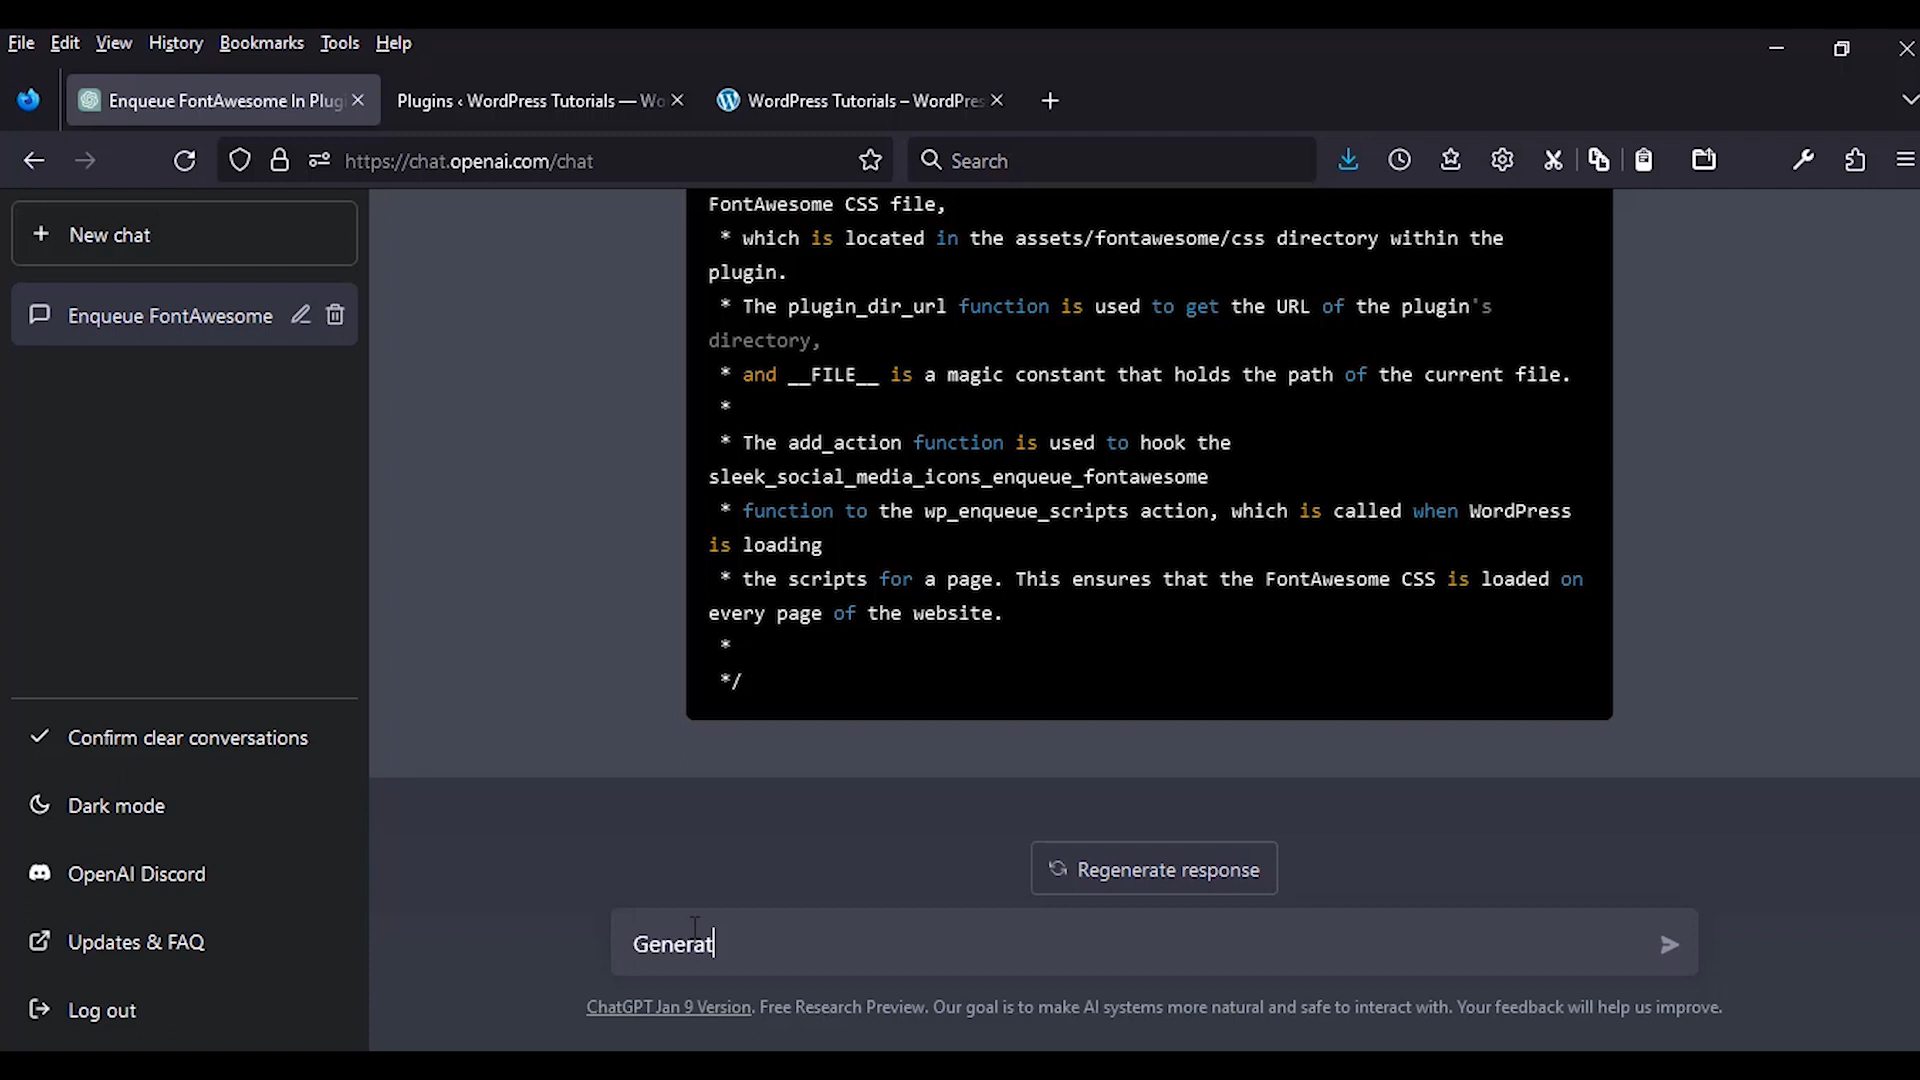 File Edit View History Bookmarks Tools Help
Enqueue FontAwesome In Plugi
Plugins ‹ WordPress Tutorials — Wo
WordPress Tutorials – WordPres
https://chat.openai.com/chat
Search
New chat
Enqueue FontAwesome
FontAwesome CSS file,
* which is located in the assets/fontawesome/css directory within the
plugin.
* The plugin_dir_url function is used to get the URL of the plugin's
directory,
* and __FILE__ is a magic constant that holds the path of the current file.
*
* The add_action function is used to hook the
sleek_social_media_icons_enqueue_fontawesome
* function to the wp_enqueue_scripts action, which is called when WordPress
is loading
* the scripts for a page. This ensures that the FontAwesome CSS is loaded on
every page of the website.
*
*/
Confirm clear conversations
Dark mode
OpenAI Discord
Updates & FAQ
Log out
Regenerate response
Generat
ChatGPT Jan 9 Version. Free Research Preview. Our goal is to make AI systems more natural and safe to interact with. Your feedback will help us improve.